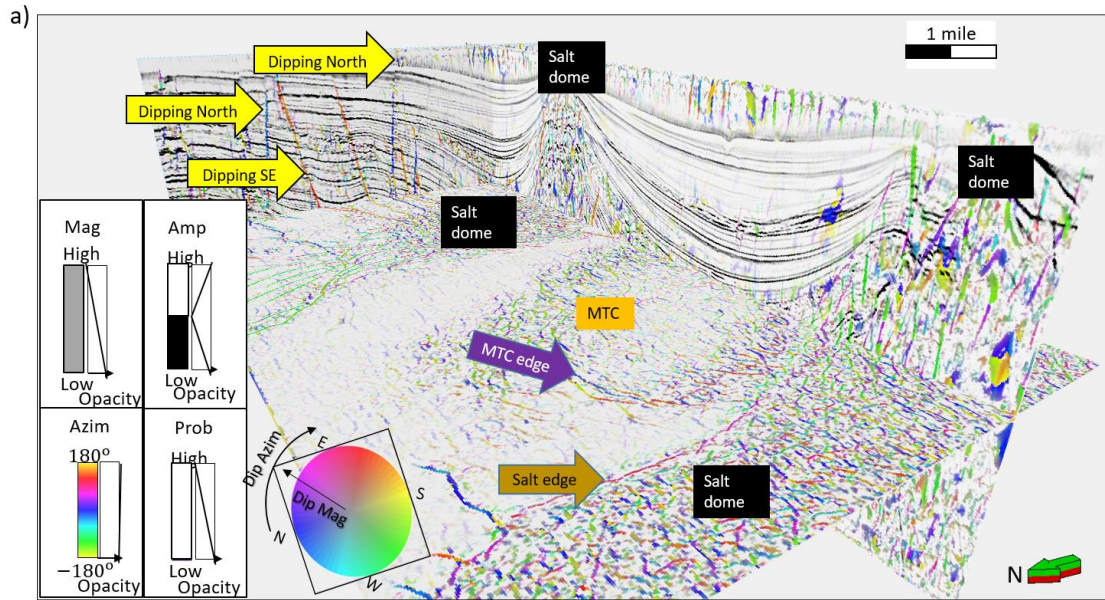 a)
1 mile
Dipping North
Salt
dome
Dipping North
Dipping SE
Salt
dome
Salt
dome
Mag
High
Low
Opacity
Amp
High
Low
Opacity
MTC
MTC edge
Azim
180°
−180°
Opacity
Prob
High
Low
Opacity
Dip Azim
E
S
Dip Mag
N
W
Salt edge
Salt
dome
N